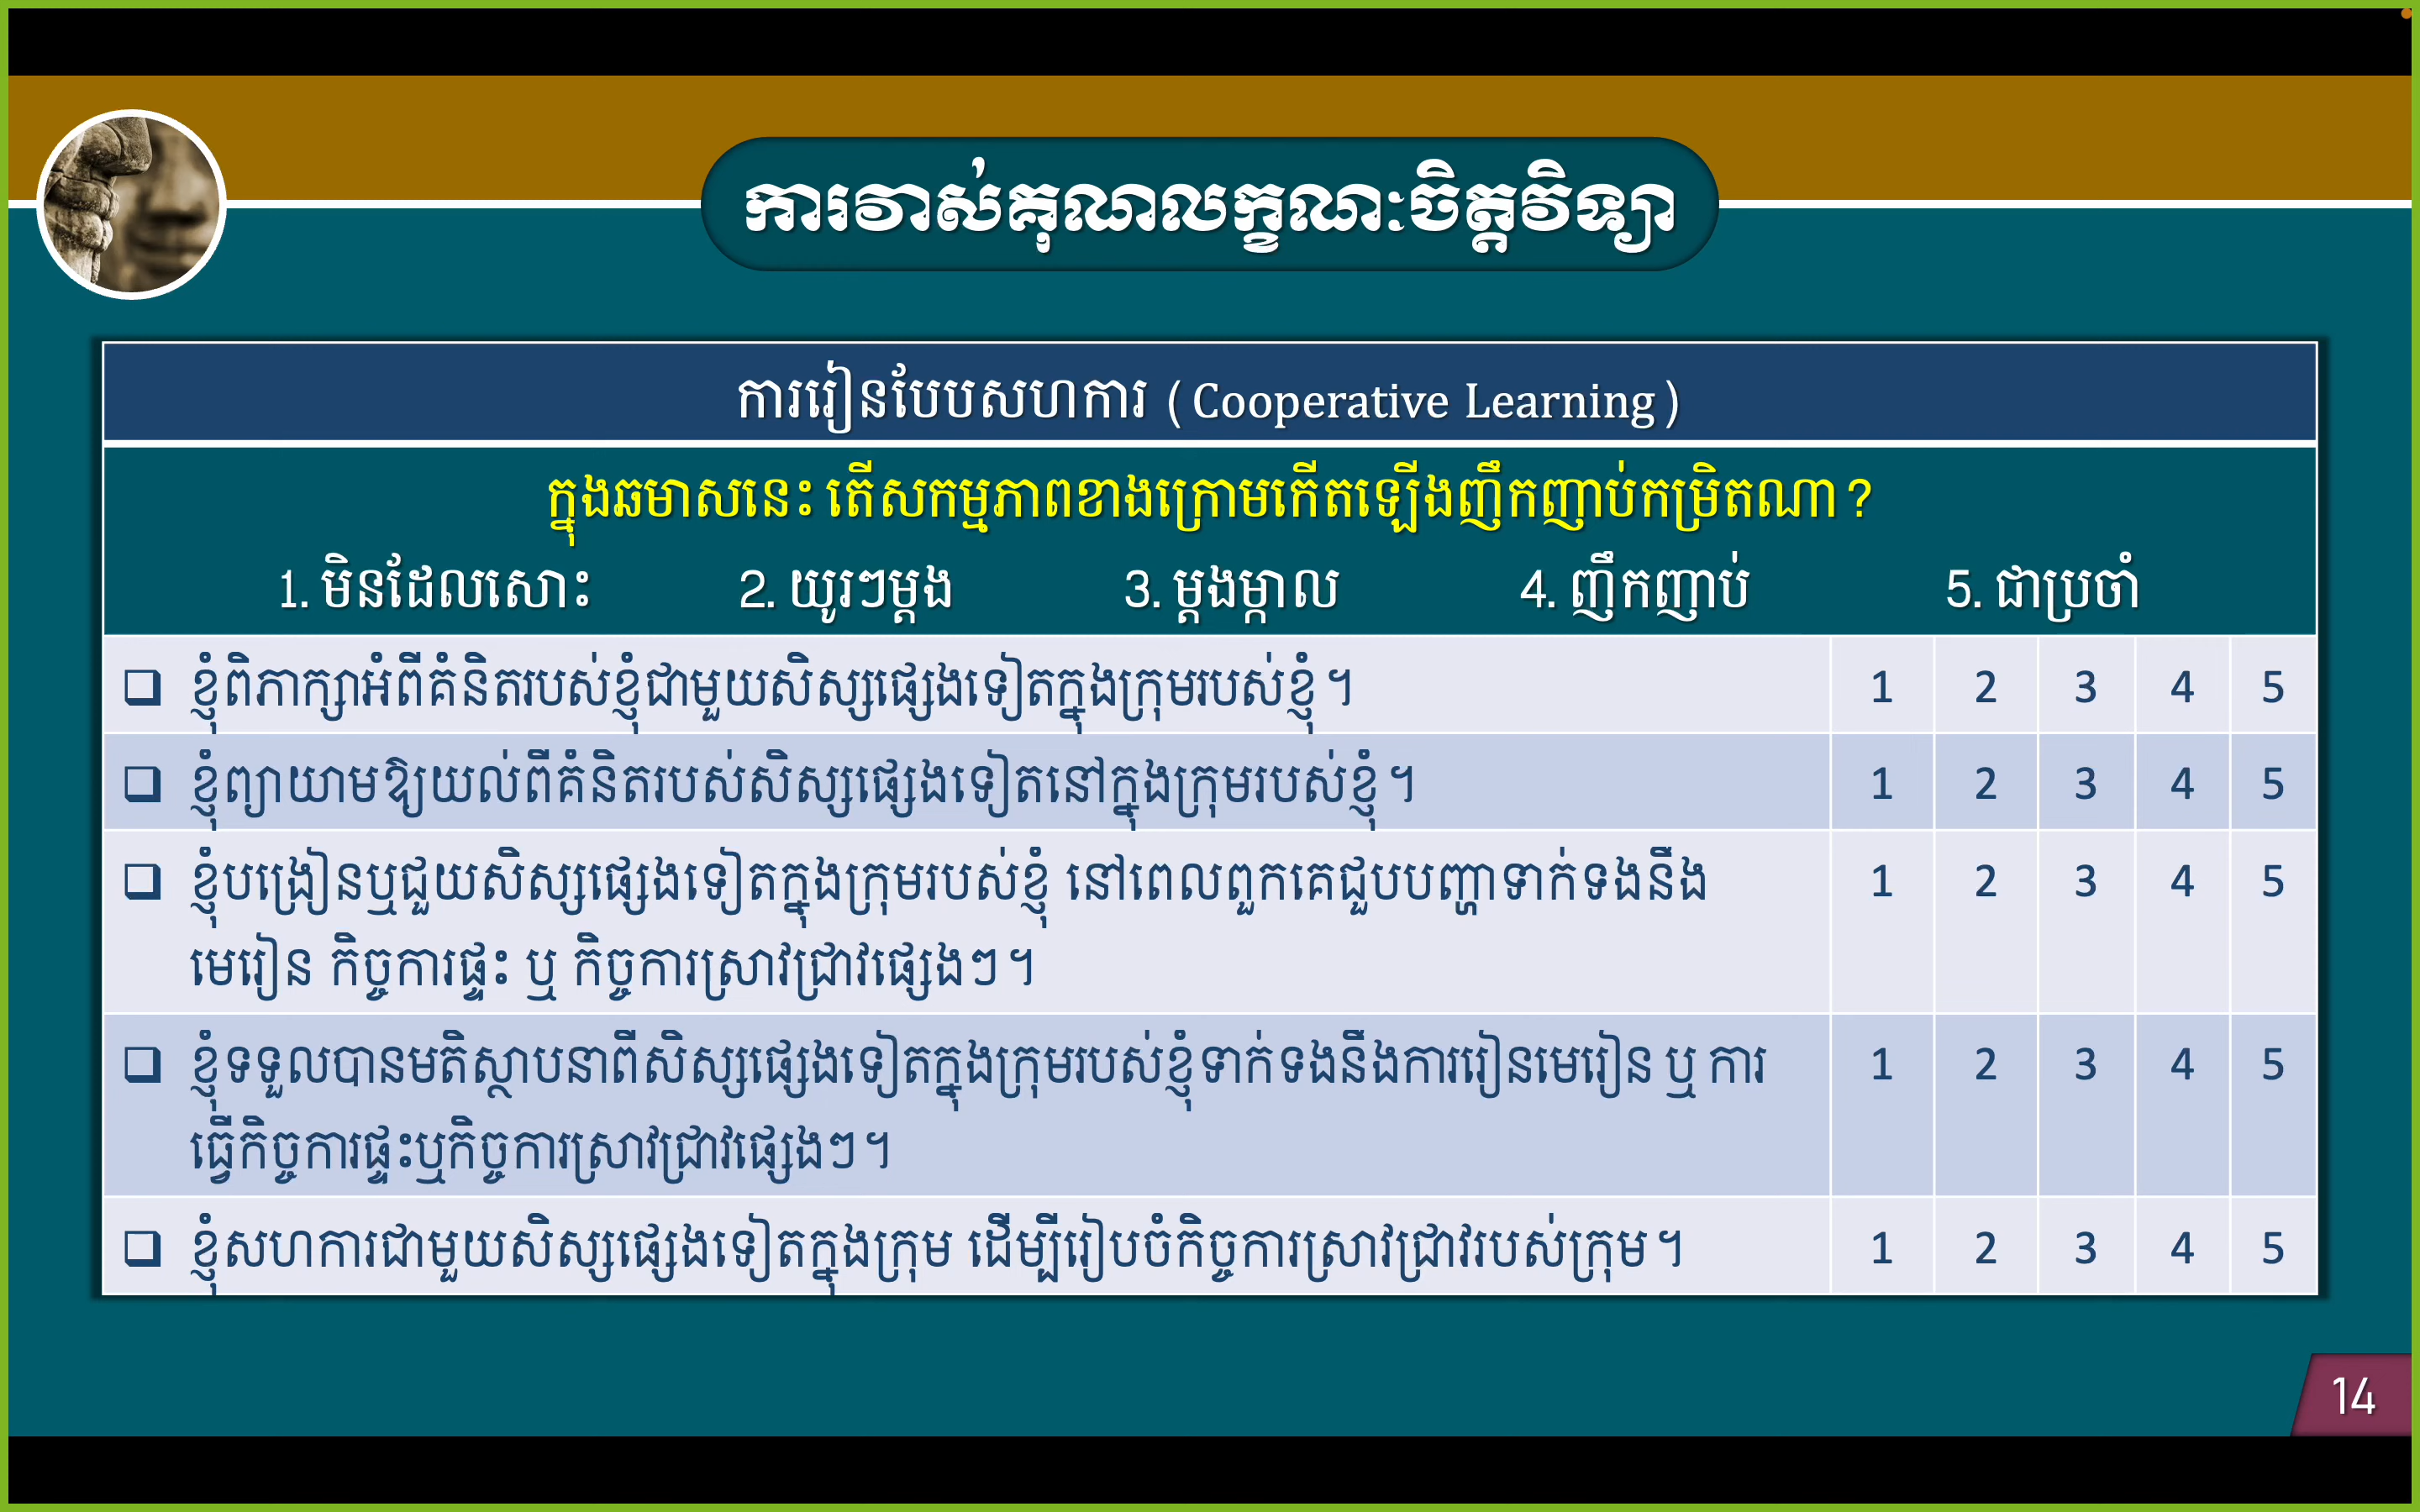 ការវាស់គុណលក្ខណៈចិត្តវិទ្យា
ការរៀនបែបសហការ (Cooperative Learning)
ក្នុងឆមាសនេះ តើសកម្មភាពខាងក្រោមកើតឡើងញឹកញាប់កម្រិតណា?
1. មិនដែលសោះ 2. យូរៗម្តង 3. ម្តងម្កាល 4. ញឹកញាប់ 5. ជាប្រចាំ
❑ ខ្ញុំពិភាក្សាអំពីគំនិតរបស់ខ្ញុំជាមួយសិស្សផ្សេងទៀតក្នុងក្រុមរបស់ខ្ញុំ។ 1 2 3 4 5
❑ ខ្ញុំព្យាយាមឱ្យយល់ពីគំនិតរបស់សិស្សផ្សេងទៀតនៅក្នុងក្រុមរបស់ខ្ញុំ។ 1 2 3 4 5
❑ ខ្ញុំបង្រៀនឬជួយសិស្សផ្សេងទៀតក្នុងក្រុមរបស់ខ្ញុំ នៅពេលពួកគេជួបបញ្ហាទាក់ទងនឹង 1 2 3 4 5
មេរៀន កិច្ចការផ្ទះ ឬ កិច្ចការស្រាវជ្រាវផ្សេងៗ។
❑ ខ្ញុំទទួលបានមតិស្ថាបនាពីសិស្សផ្សេងទៀតក្នុងក្រុមរបស់ខ្ញុំទាក់ទងនឹងការរៀនមេរៀន ឬ ការ 1 2 3 4 5
ធ្វើកិច្ចការផ្ទះឬកិច្ចការស្រាវជ្រាវផ្សេងៗ។
❑ ខ្ញុំសហការជាមួយសិស្សផ្សេងទៀតក្នុងក្រុម ដើម្បីរៀបចំកិច្ចការស្រាវជ្រាវរបស់ក្រុម។ 1 2 3 4 5
14